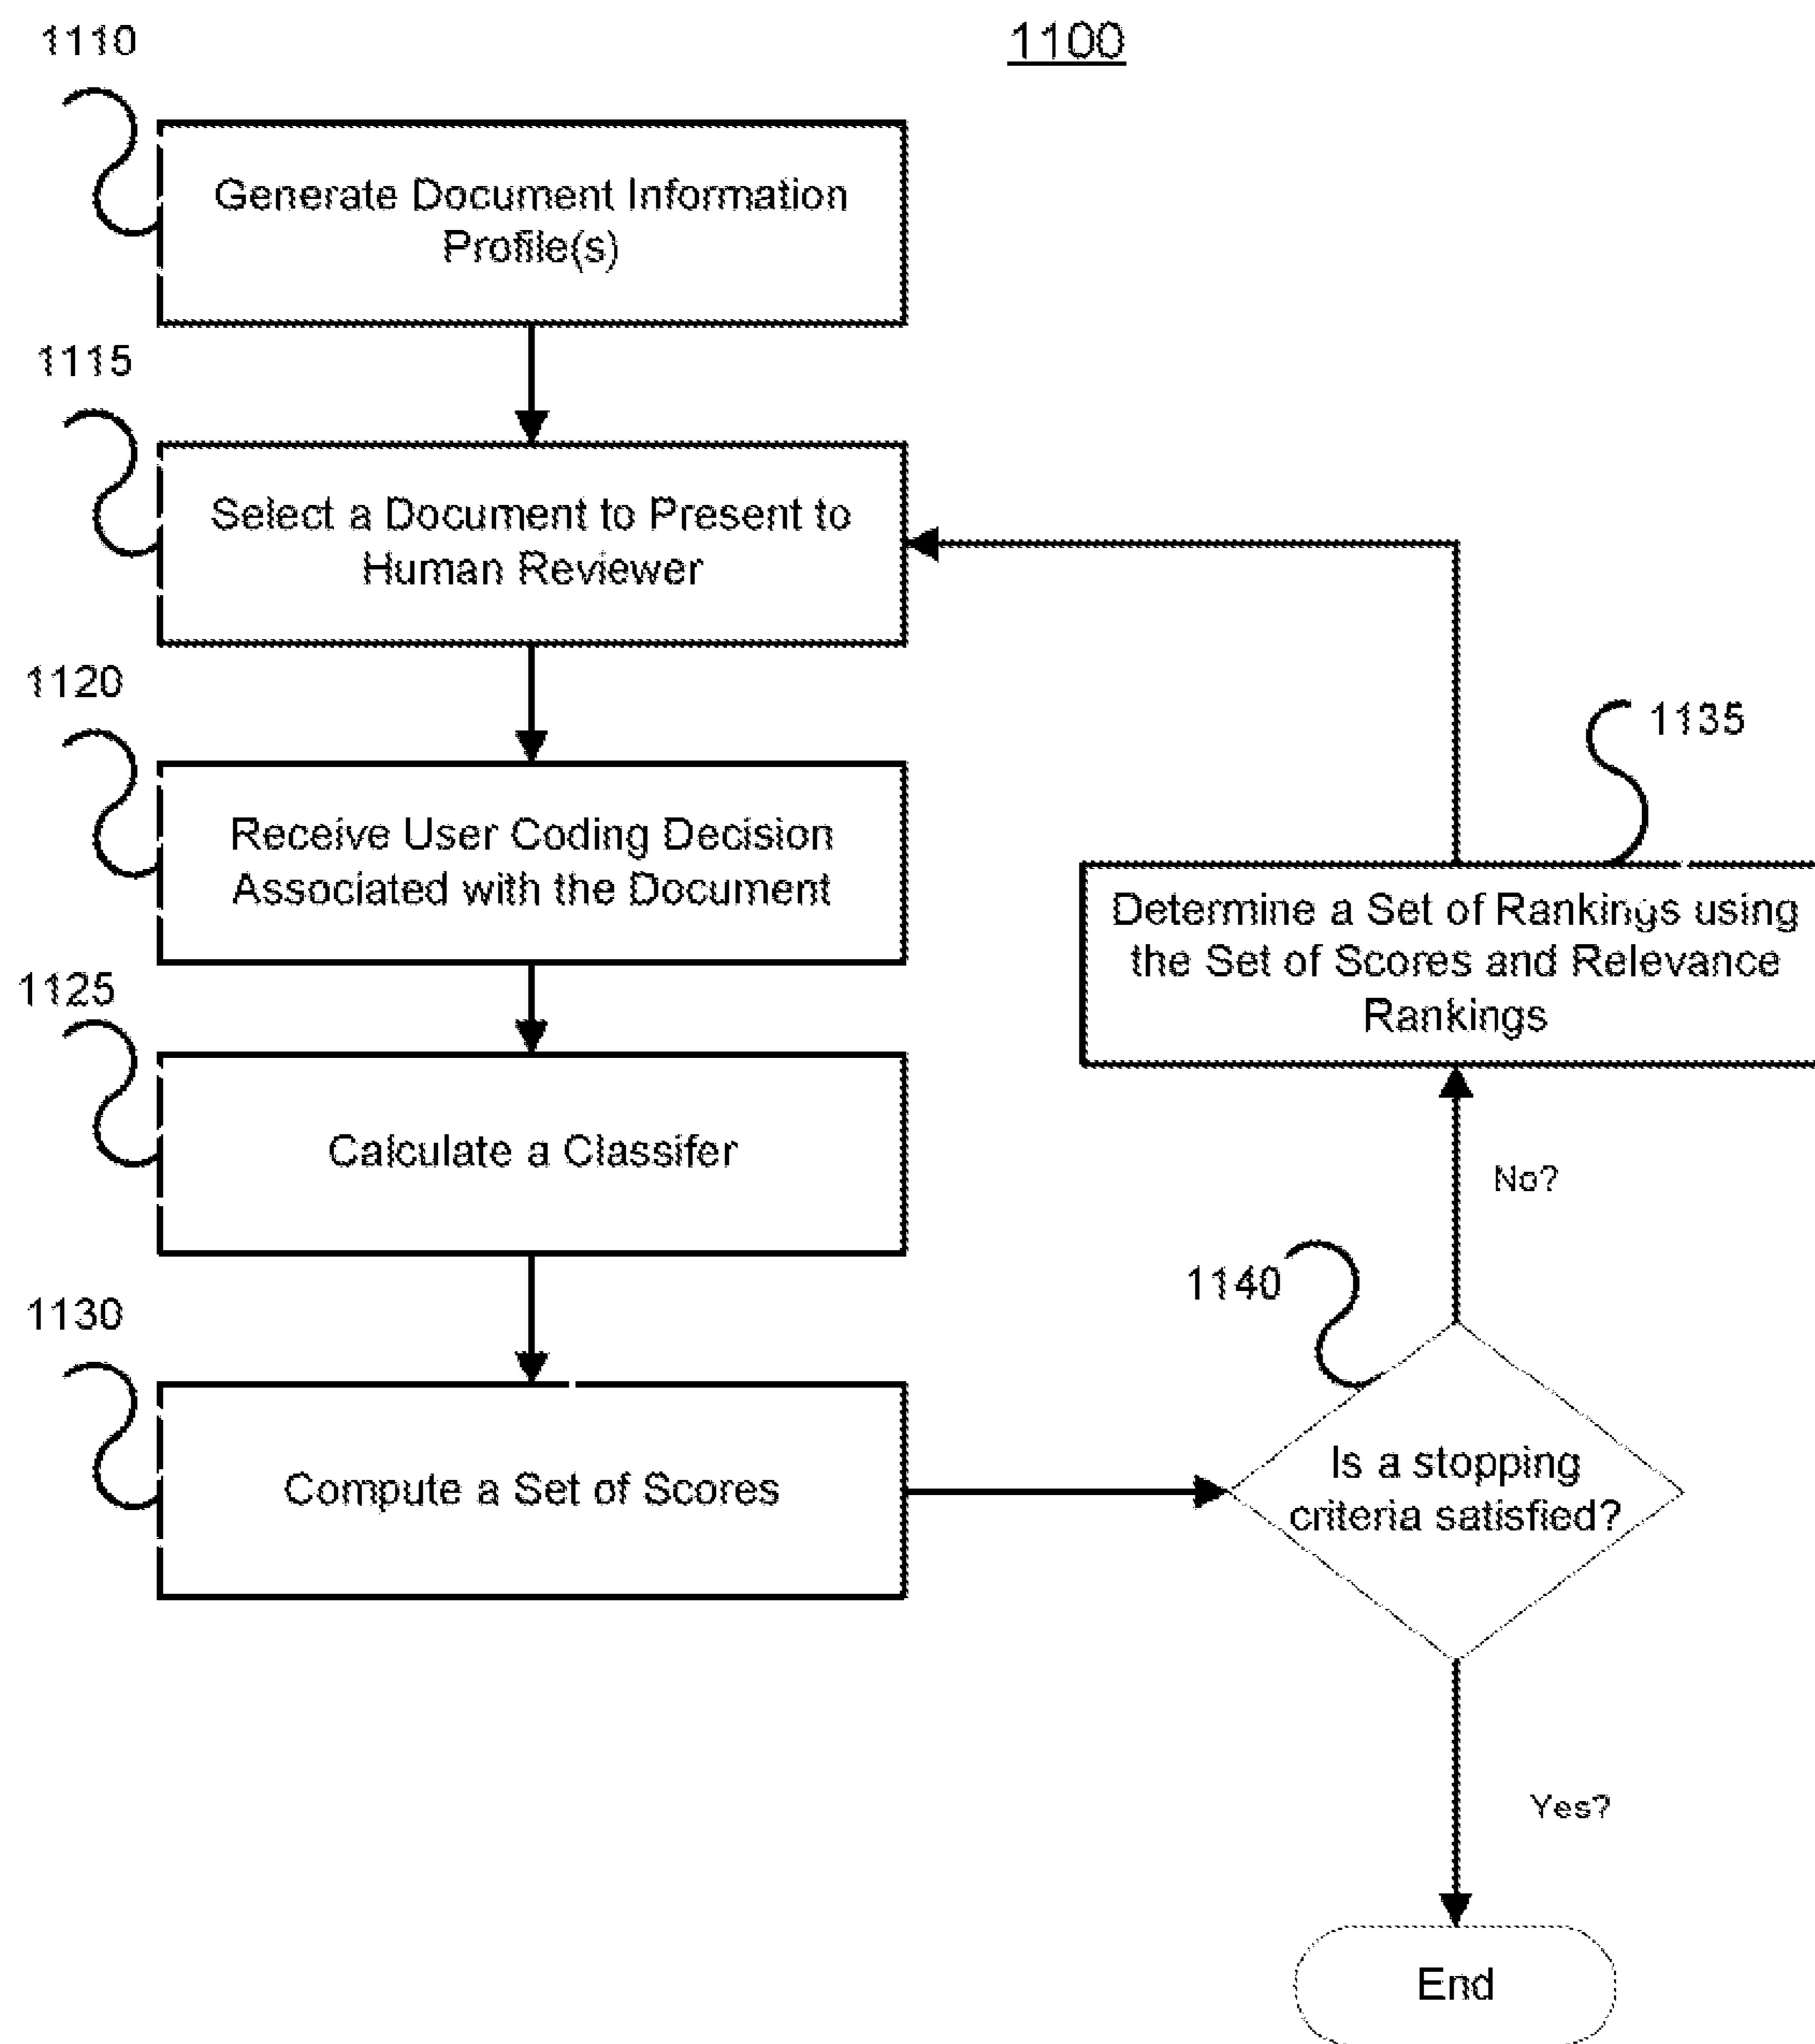 1100
1110
Generate Document Information
Profile(s)
1115
Select a Document to Present to
Human Reviewer
1120
Receive User Coding Decision
Associated with the Document
1125
Calculate a Classifer
1130
Compute a Set of Scores
1135
Determine a Set of Rankings using
the Set of Scores and Relevance
Rankings
No?
1140
Is a stopping
criteria satisfied?
Yes?
End